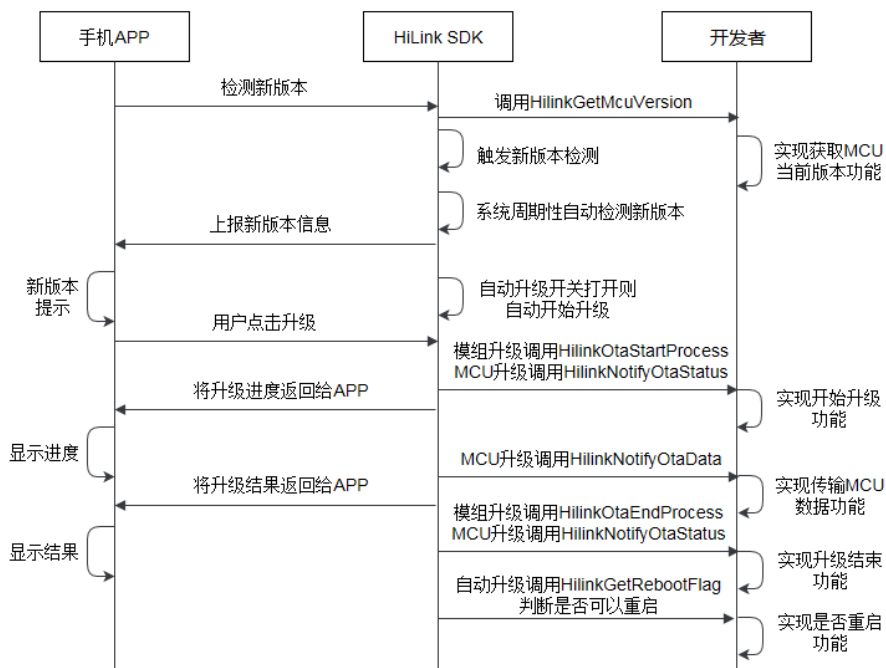 手机APP
HiLink SDK
开发者
检测新版本
调用HilinkGetMcuVersion
触发新版本检测
实现获取MCU
当前版本功能
系统周期性自动检测新版本
上报新版本信息
新版本
提示
自动升级开关打开则
自动开始升级
用户点击升级
模组升级调用HilinkOtaStartProcess
MCU升级调用HilinkNotifyOtaStatus
将升级进度返回给APP
实现开始升级
功能
显示进度
MCU升级调用HilinkNotifyOtaData
将升级结果返回给APP
实现传输MCU
数据功能
模组升级调用HilinkOtaEndProcess
MCU升级调用HilinkNotifyOtaStatus
显示结果
实现升级结束
功能
自动升级调用HilinkGetRebootFlag
判断是否可以重启
实现是否重启
功能